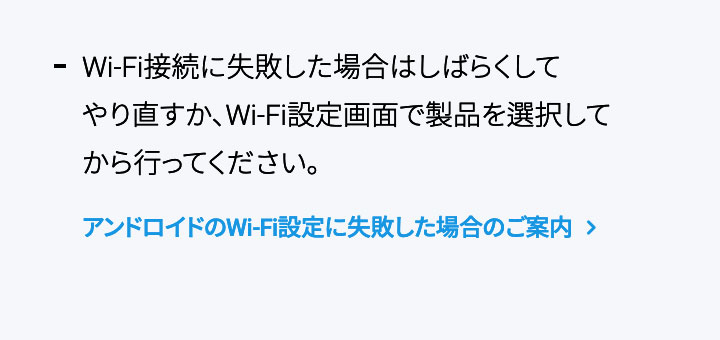 - Wi-Fi接続に失敗した場合はしばらくして
やり直すか、Wi-Fi設定画面で製品を選択して
から行ってください。
アンドロイドのWi-Fi設定に失敗した場合のご案内 >